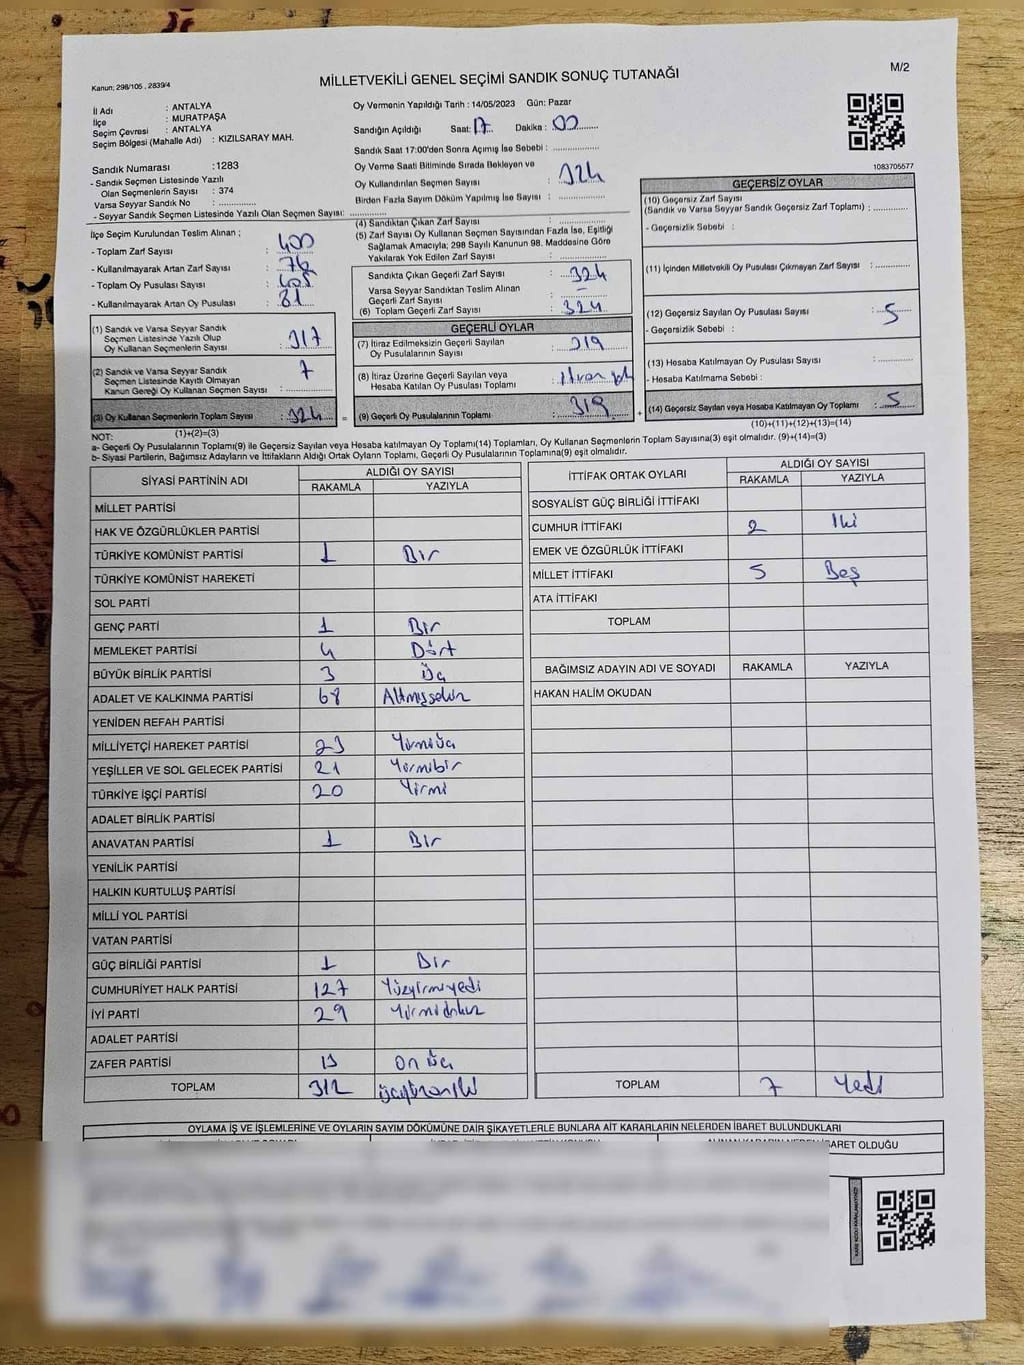 M/2
Kanun; 298/105 , 2839/4
MİLLETVEKİLİ GENEL SEÇİMİ SANDIK SONUÇ TUTANAĞI
İl Adı : ANTALYA
İlçe : MURATPAŞA
Seçim Çevresi : ANTALYA
Seçim Bölgesi (Mahalle Adı) : KIZILSARAY MAH.
Sandık Numarası : 1283
- Sandık Seçmen Listesinde Yazılı
Olan Seçmenlerin Sayısı : 374
Varsa Seyyar Sandık No :
- Seyyar Sandık Seçmen Listesinde Yazılı Olan Seçmen Sayısı:
Oy Vermenin Yapıldığı Tarih : 14/05/2023 Gün: Pazar
Sandığın Açıldığı Saat: 17 Dakika : 00
Sandık Saat 17:00'den Sonra Açımış İse Sebebi :
Oy Verme Saati Bitiminde Sırada Bekleyen ve
Oy Kullandırılan Seçmen Sayısı : 324
Birden Fazla Sayım Döküm Yapılmış İse Sayısı :
1083705577
İlçe Seçim Kurulundan Teslim Alınan ;
- Toplam Zarf Sayısı : 400
- Kullanılmayarak Artan Zarf Sayısı : 76
- Toplam Oy Pusulası Sayısı :
- Kullanılmayarak Artan Oy Pusulası : 81
(1) Sandık ve Varsa Seyyar Sandık
Seçmen Listesinde Yazılı Olup
Oy Kullanan Seçmenlerin Sayısı : 317
(2) Sandık ve Varsa Seyyar Sandık
Seçmen Listesinde Kayıtlı Olmayan
Kanun Gereği Oy Kullanan Seçmen Sayısı : 7
(3) Oy Kullanan Seçmenlerin Toplam Sayısı : 324
(1)+(2)=(3)
(4) Sandıktan Çıkan Zarf Sayısı :
(5) Zarf Sayısı Oy Kullanan Seçmen Sayısından Fazla İse, Eşitliği
Sağlamak Amacıyla; 298 Sayılı Kanunun 98. Maddesine Göre
Yakılarak Yok Edilen Zarf Sayısı :
Sandıkta Çıkan Geçerli Zarf Sayısı : 324
Varsa Seyyar Sandıktan Teslim Alınan
Geçerli Zarf Sayısı : -
(6) Toplam Geçerli Zarf Sayısı : 324
GEÇERLİ OYLAR
(7) İtiraz Edilmeksizin Geçerli Sayılan
Oy Pusulalarının Sayısı : 319
(8) İtiraz Üzerine Geçerli Sayılan veya
Hesaba Katılan Oy Pusulası Toplamı : İtiraz yok
= (9) Geçerli Oy Pusulalarının Toplamı : 319 +
GEÇERSİZ OYLAR
(10) Geçersiz Zarf Sayısı
(Sandık ve Varsa Seyyar Sandık Geçersiz Zarf Toplamı) :
- Geçersizlik Sebebi :
(11) İçinden Milletvekili Oy Pusulası Çıkmayan Zarf Sayısı :
(12) Geçersiz Sayılan Oy Pusulası Sayısı : 5
- Geçersizlik Sebebi :
(13) Hesaba Katılmayan Oy Pusulası Sayısı :
- Hesaba Katılmama Sebebi :
(14) Geçersiz Sayılan veya Hesaba Katılmayan Oy Toplamı : 5
(10)+(11)+(12)+(13)=(14)
NOT:
a- Geçerli Oy Pusulalarının Toplamı(9) ile Geçersiz Sayılan veya Hesaba katılmayan Oy Toplamı(14) Toplamları, Oy Kullanan Seçmenlerin Toplam Sayısına(3) eşit olmalıdır. (9)+(14)=(3)
b- Siyasi Partilerin, Bağımsız Adayların ve İttifakların Aldığı Ortak Oyların Toplamı, Geçerli Oy Pusulalarının Toplamına(9) eşit olmalıdır.
SİYASİ PARTİNİN ADI ALDIĞI OY SAYISI
RAKAMLA YAZIYLA
MİLLET PARTİSİ
HAK VE ÖZGÜRLÜKLER PARTİSİ
TÜRKİYE KOMÜNİST PARTİSİ 1 Bir
TÜRKİYE KOMÜNİST HAREKETİ
SOL PARTİ
GENÇ PARTİ 1 Bir
MEMLEKET PARTİSİ 4 Dört
BÜYÜK BİRLİK PARTİSİ 3 Üç
ADALET VE KALKINMA PARTİSİ 68 Altmışsekiz
YENİDEN REFAH PARTİSİ
MİLLİYETÇİ HAREKET PARTİSİ 23 Yirmiüç
YEŞİLLER VE SOL GELECEK PARTİSİ 21 Yirmibir
TÜRKİYE İŞÇİ PARTİSİ 20 Yirmi
ADALET BİRLİK PARTİSİ
ANAVATAN PARTİSİ 1 Bir
YENİLİK PARTİSİ
HALKIN KURTULUŞ PARTİSİ
MİLLİ YOL PARTİSİ
VATAN PARTİSİ
GÜÇ BİRLİĞİ PARTİSİ 1 Bir
CUMHURİYET HALK PARTİSİ 127 Yüzyirmiyedi
İYİ PARTİ 29 Yirmidokuz
ADALET PARTİSİ
ZAFER PARTİSİ 13 On üç
TOPLAM 312 üçyüzoniki
İTTİFAK ORTAK OYLARI ALDIĞI OY SAYISI
RAKAMLA YAZIYLA
SOSYALİST GÜÇ BİRLİĞİ İTTİFAKI
CUMHUR İTTİFAKI 2 İki
EMEK VE ÖZGÜRLÜK İTTİFAKI
MİLLET İTTİFAKI 5 Beş
ATA İTTİFAKI
TOPLAM
BAĞIMSIZ ADAYIN ADI VE SOYADI RAKAMLA YAZIYLA
HAKAN HALİM OKUDAN
TOPLAM 7 Yedi
OYLAMA İŞ VE İŞLEMLERİNE VE OYLARIN SAYIM DÖKÜMÜNE DAİR ŞİKAYETLERLE BUNLARA AİT KARARLARIN NELERDEN İBARET BULUNDUKLARI
İBARET OLDUĞU